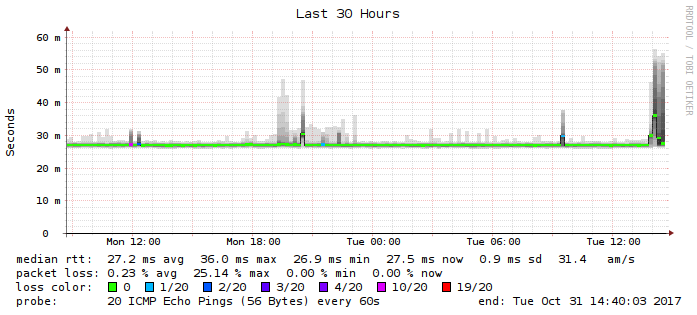 Last 30 Hours
RRDTOOL / TOBI OETIKER
Seconds
60 m
50 m
40 m
30 m
20 m
10 m
0
Mon 12:00 Mon 18:00 Tue 00:00 Tue 06:00 Tue 12:00
median rtt: 27.2 ms avg 36.0 ms max 26.9 ms min 27.5 ms now 0.9 ms sd 31.4 am/s
packet loss: 0.23 % avg 25.14 % max 0.00 % min 0.00 % now
loss color: 0 1/20 2/20 3/20 4/20 10/20 19/20
probe: 20 ICMP Echo Pings (56 Bytes) every 60s end: Tue Oct 31 14:40:03 2017